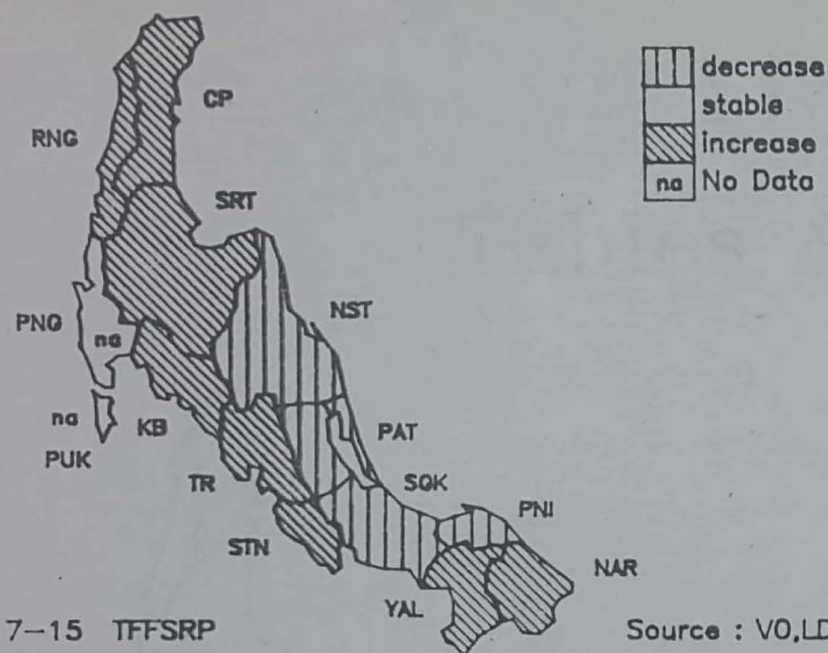 decrease
stable
increase
na No Data
CP
RNG
SRT
NST
PNG
na
na
PUK
KB
PAT
TR
SGK
PNI
STN
NAR
YAL
7-15 TFFSRP
Source : VO,LD